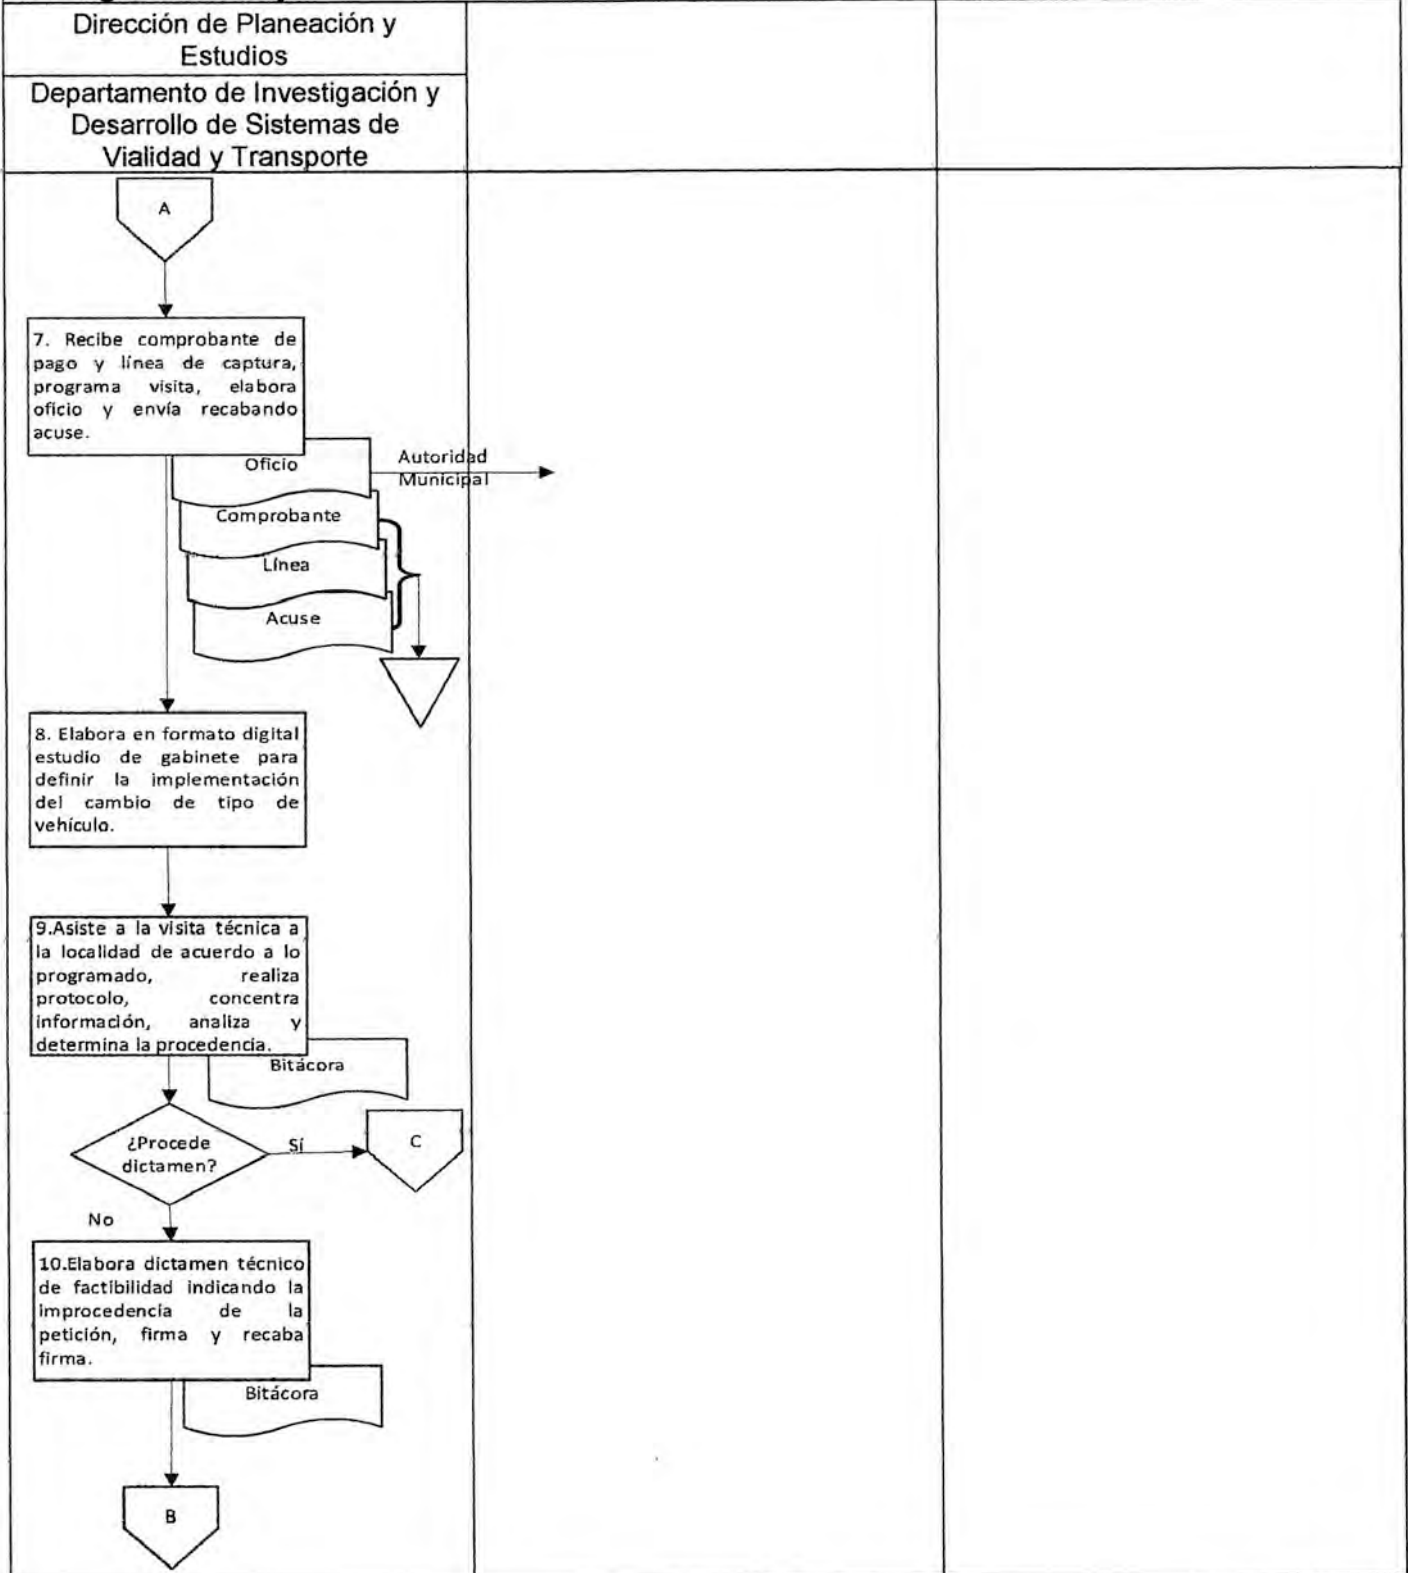 Dirección de Planeación y
Estudios
Departamento de Investigación y
Desarrollo de Sistemas de
Vialidad y Transporte
A
7. Recibe comprobante de
pago y línea de captura,
programa visita, elabora
oficio y envía recabando
acuse.
Oficio
Autoridad
Municipal
Comprobante
Línea
Acuse
8. Elabora en formato digital
estudio de gabinete para
definir la implementación
del cambio de tipo de
vehículo.
9.Asiste a la visita técnica a
la localidad de acuerdo a lo
programado, realiza
protocolo, concentra
información, analiza y
determina la procedencia.
Bitácora
¿Procede
dictamen?
Sí
C
No
10.Elabora dictamen técnico
de factibilidad indicando la
improcedencia de la
petición, firma y recaba
firma.
Bitácora
B